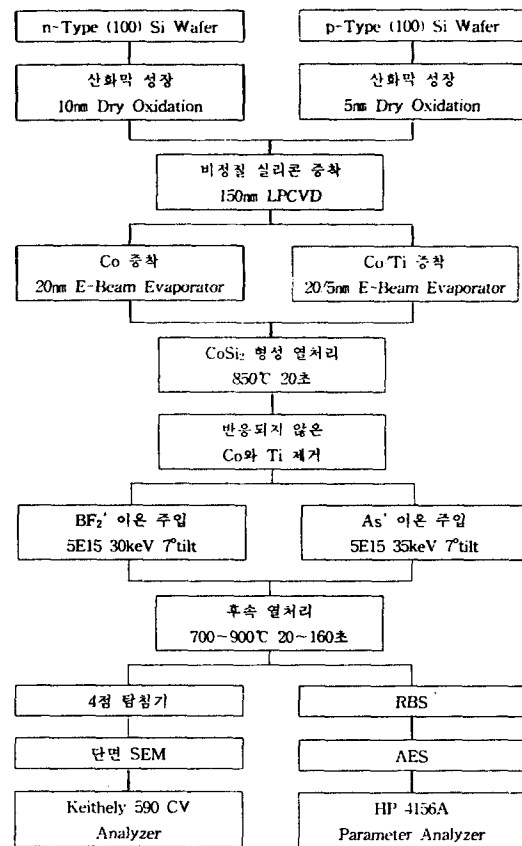 n-Type (100) Si Wafer
p-Type (100) Si Wafer
산화막 성장
10nm Dry Oxidation
산화막 성장
5nm Dry Oxidation
비정질 실리콘 증착
150nm LPCVD
Co 증착
20nm E-Beam Evaporator
Co/Ti 증착
20/5nm E-Beam Evaporator
CoSi₂ 형성 열처리
850℃ 20초
반응되지 않은
Co와 Ti 제거
BF₂⁺ 이온 주입
5E15 30keV 7°tilt
As⁺ 이온 주입
5E15 35keV 7°tilt
후속 열처리
700~900℃ 20~160초
4점 탐침기
RBS
단면 SEM
AES
Keithely 590 CV
Analyzer
HP 4156A
Parameter Analyzer